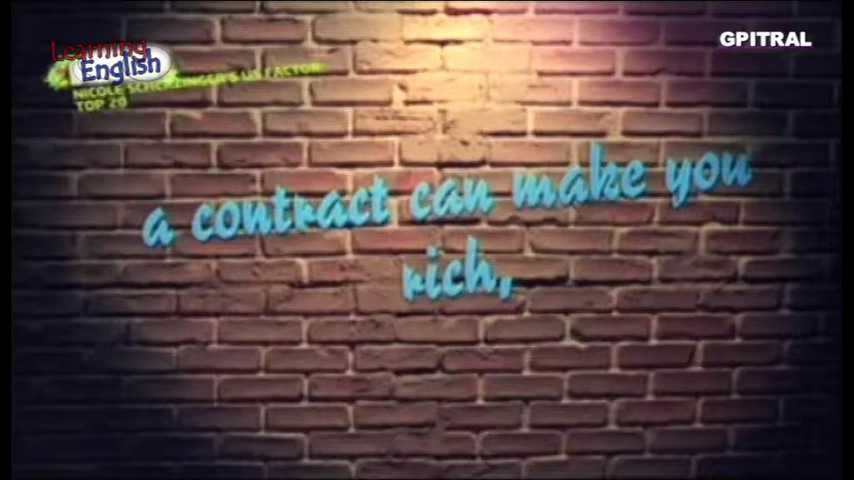 Learning
English
GPITRAL
NICOLE SCHERZINGER'S US FACTOR
TOP 20
a contract can make you
rich,